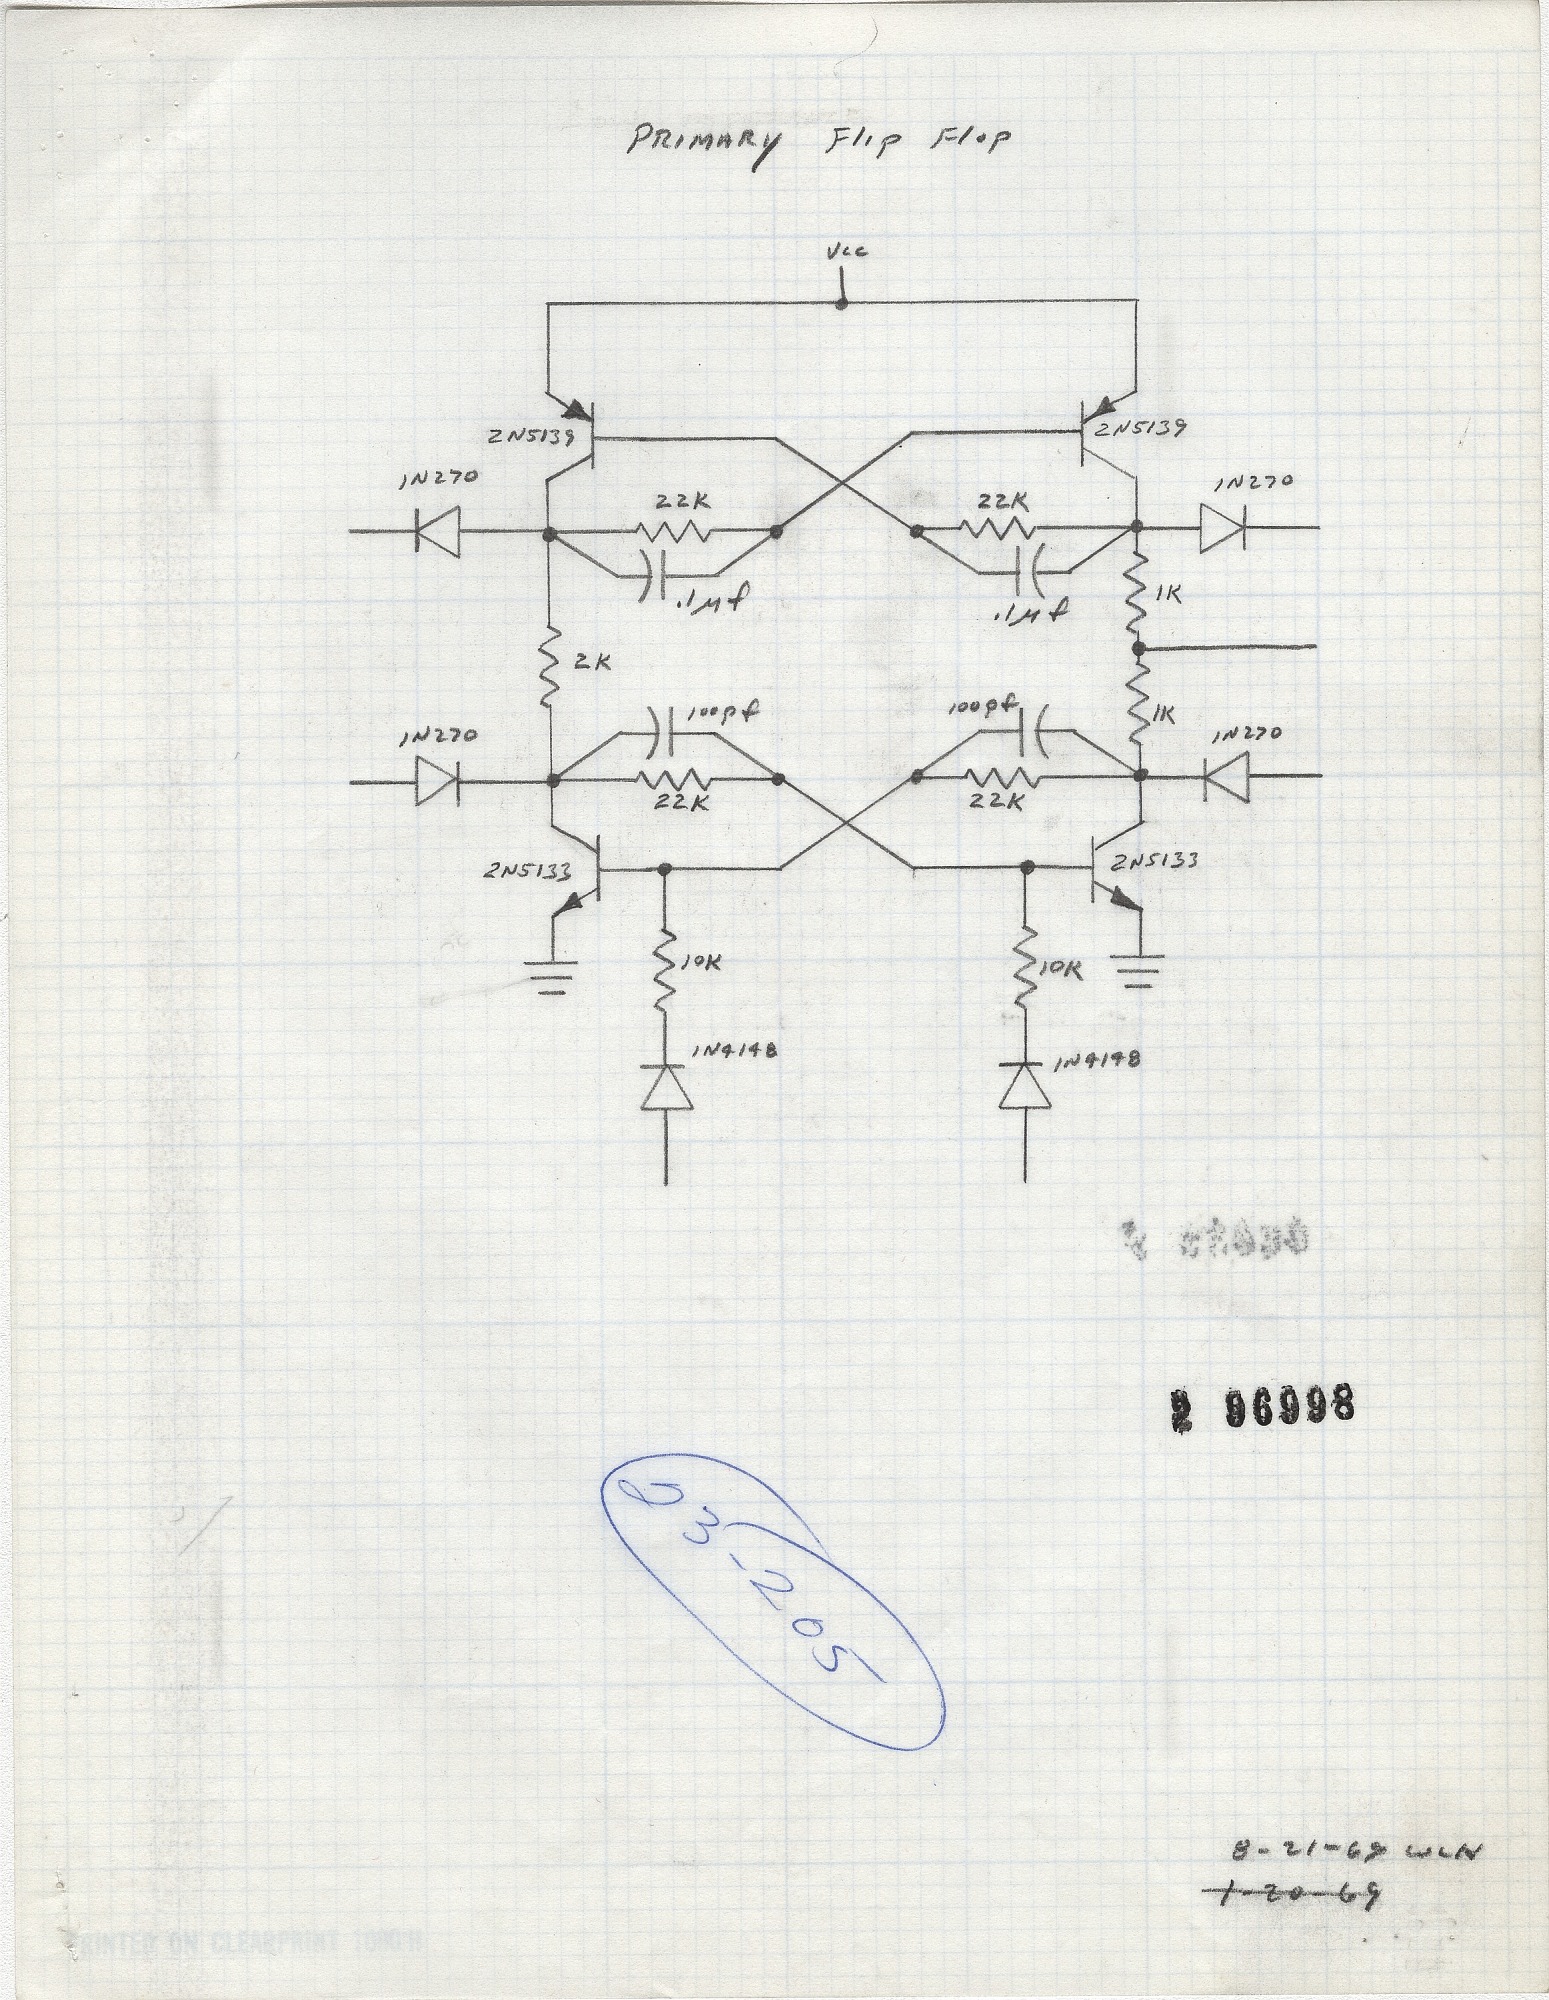 PRIMARY Flip Flop
Vcc
2N5139
2N5139
1N270
22K
22K
1N270
.1µf
.1µf
1K
2K
1N270
100pf
100pf
1K
1N270
22K
22K
2N5133
2N5133
10K
10K
1N4148
1N4148
2 96998
-205
8-21-69 WLN
1-20-69
PRINTED ON CLEARPRINT 1000H